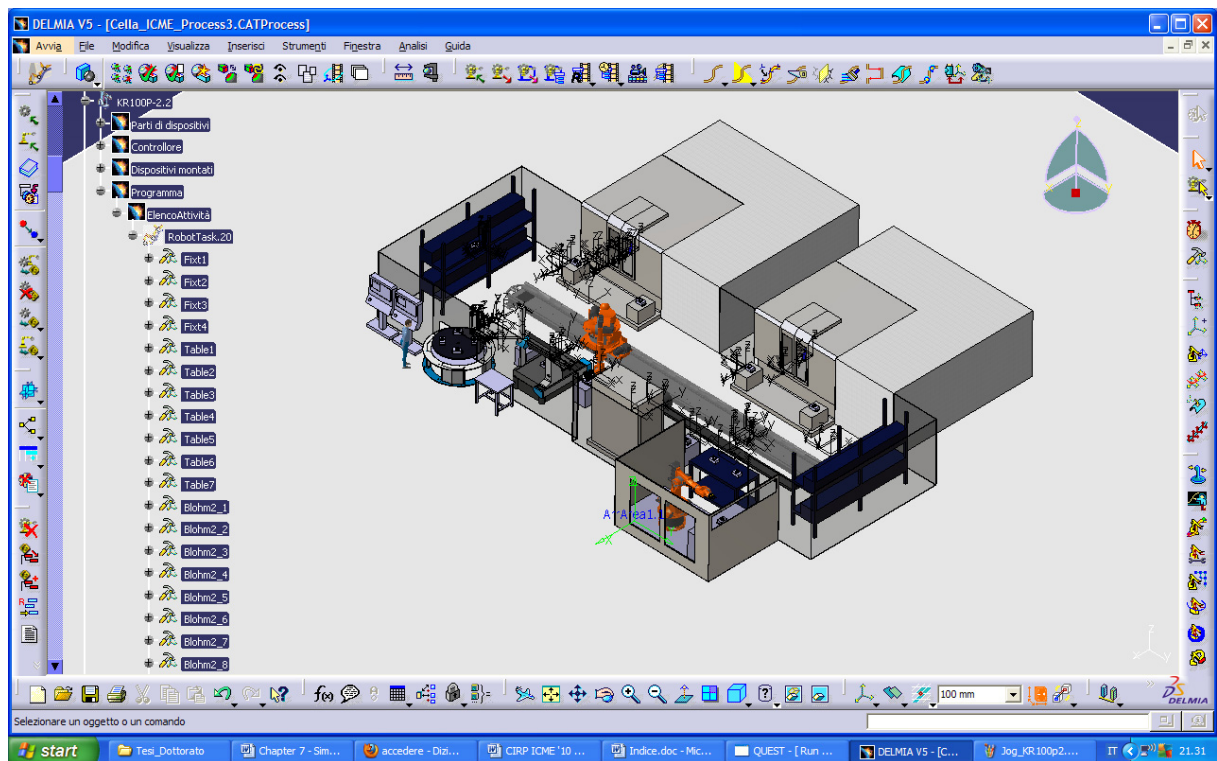 DELMIA V5 - [Cella_ICME_Process3.CATProcess]
Avvia File Modifica Visualizza Inserisci Strumenti Finestra Analisi Guida
KR100P-2.2
Parti di dispositivi
Controllore
Dispositivi montati
Programma
ElencoAttività
RobotTask.20
Fixt1
Fixt2
Fixt3
Fixt4
Table1
Table2
Table3
Table4
Table5
Table6
Table7
Blohm2_1
Blohm2_2
Blohm2_3
Blohm2_4
Blohm2_5
Blohm2_6
Blohm2_7
Blohm2_8
f(x)
100 mm
DELMIA
Selezionare un oggetto o un comando
start Tesi_Dottorato Chapter 7 - Sim... accedere - Dizi... CIRP ICME '10 ... Indice.doc - Mic... QUEST - [ Run ... DELMIA V5 - [C... Jog_KR100p2.... IT 21.31